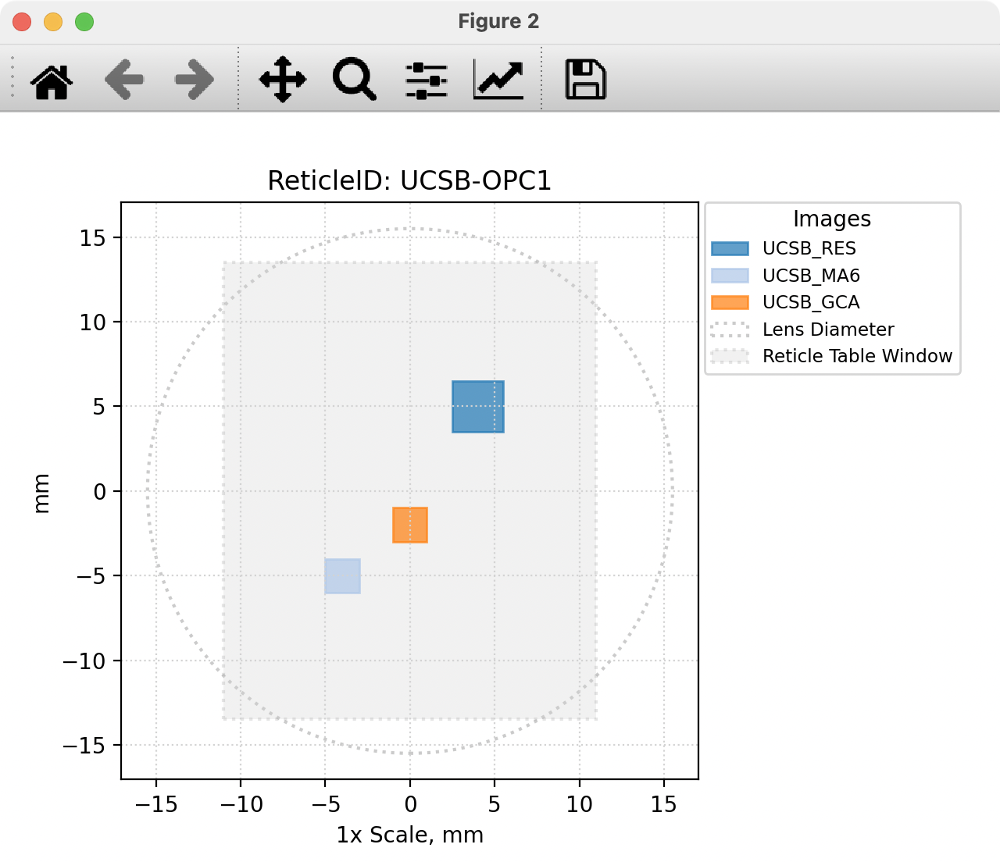 Figure 2
ReticleID: UCSB-OPC1
Images
UCSB_RES
UCSB_MA6
UCSB_GCA
Lens Diameter
Reticle Table Window
15
10
5
0
−5
−10
−15
mm
−15 −10 −5 0 5 10 15
1x Scale, mm